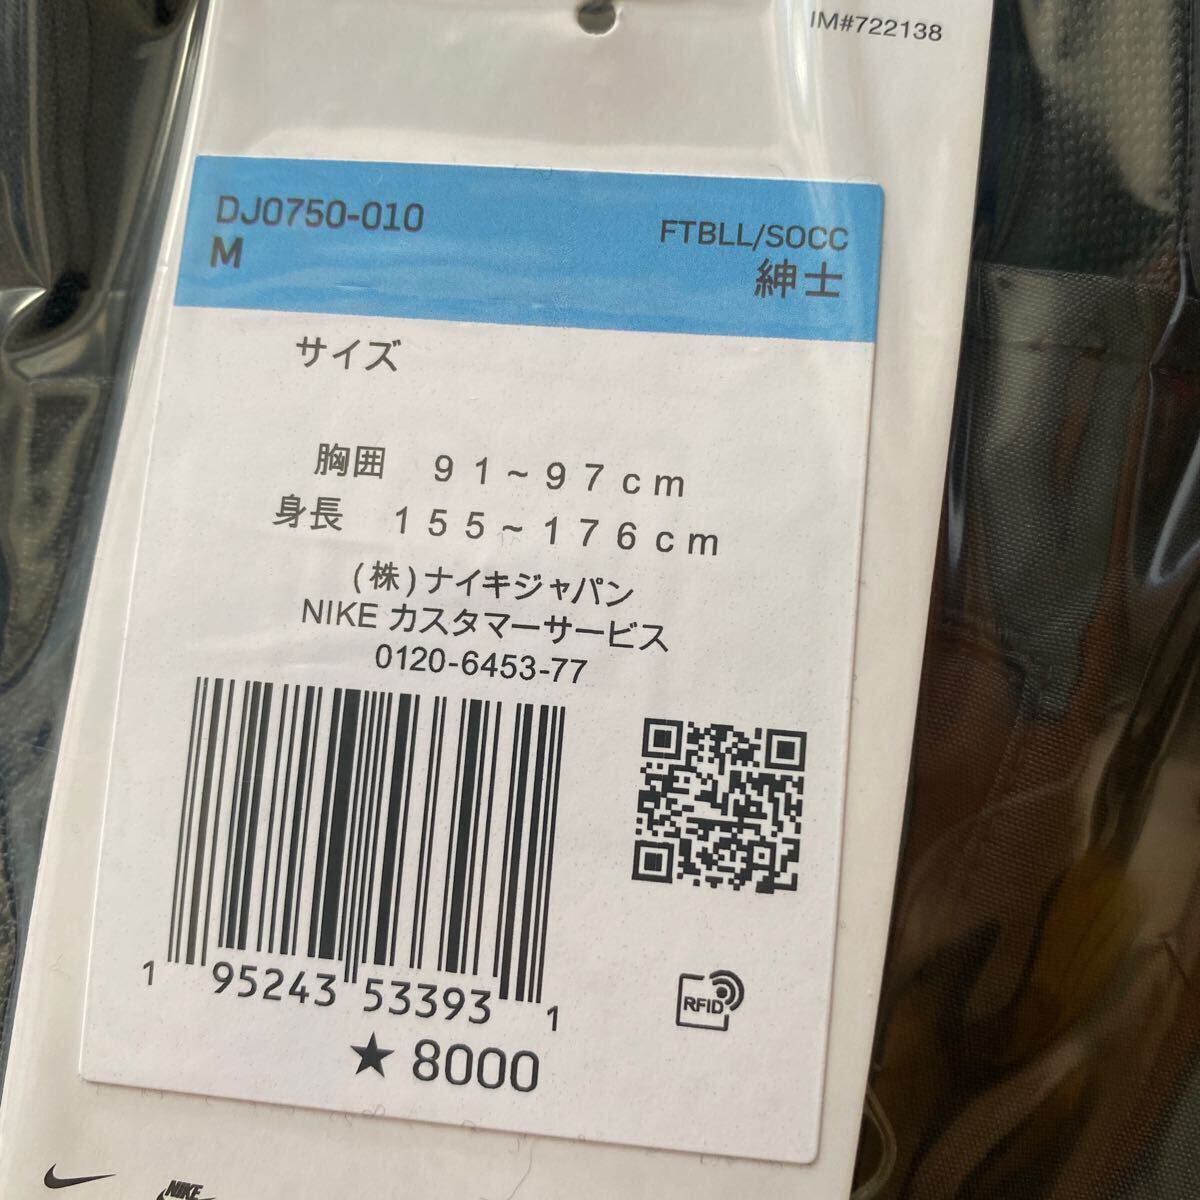 IM#722138
DJ0750-010
FTBLL/SOCC
M
紳士
サイズ
胸囲 91~97cm
身長 155~176cm
(株)ナイキジャパン
NIKE カスタマーサービス
0120-6453-77
1 95243 53393 1
RFID
★ 8000
NIKE